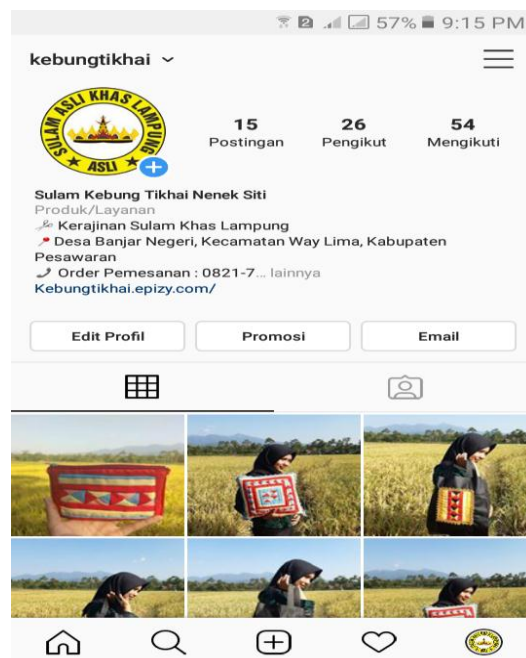 2 57% 9:15 PM
kebungtikhai
SULAM ASLI KHAS LAMPUNG
ASLI
15 26 54
Postingan Pengikut Mengikuti
Sulam Kebung Tikhai Nenek Siti
Produk/Layanan
Kerajinan Sulam Khas Lampung
Desa Banjar Negeri, Kecamatan Way Lima, Kabupaten
Pesawaran
Order Pemesanan : 0821-7... lainnya
Kebungtikhai.epizy.com/
Edit Profil Promosi Email